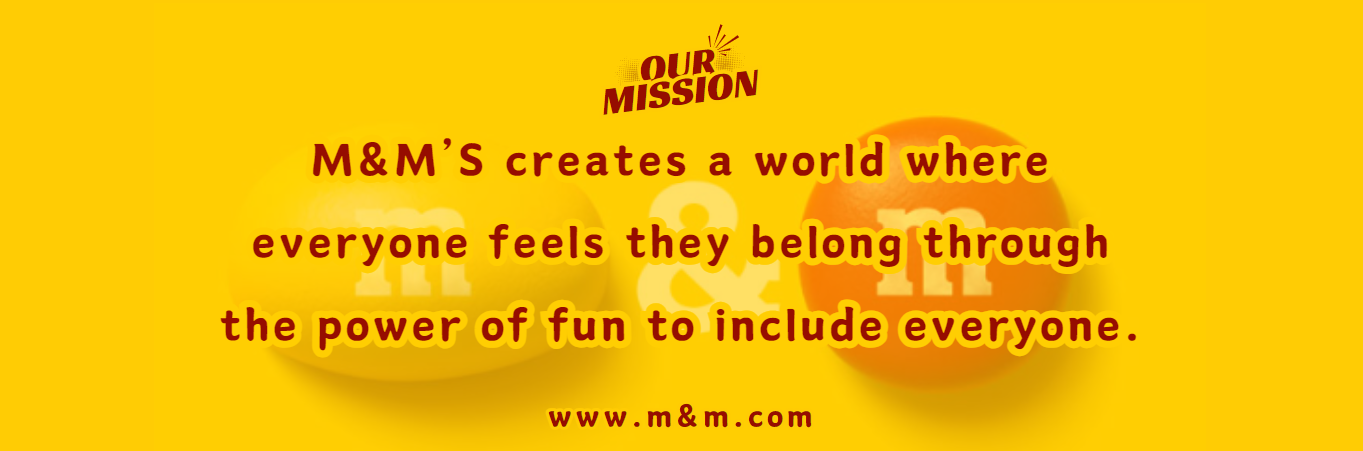 OUR
MISSION
M&M'S creates a world where
m & m
everyone feels they belong through
the power of fun to include everyone.
www.m&m.com